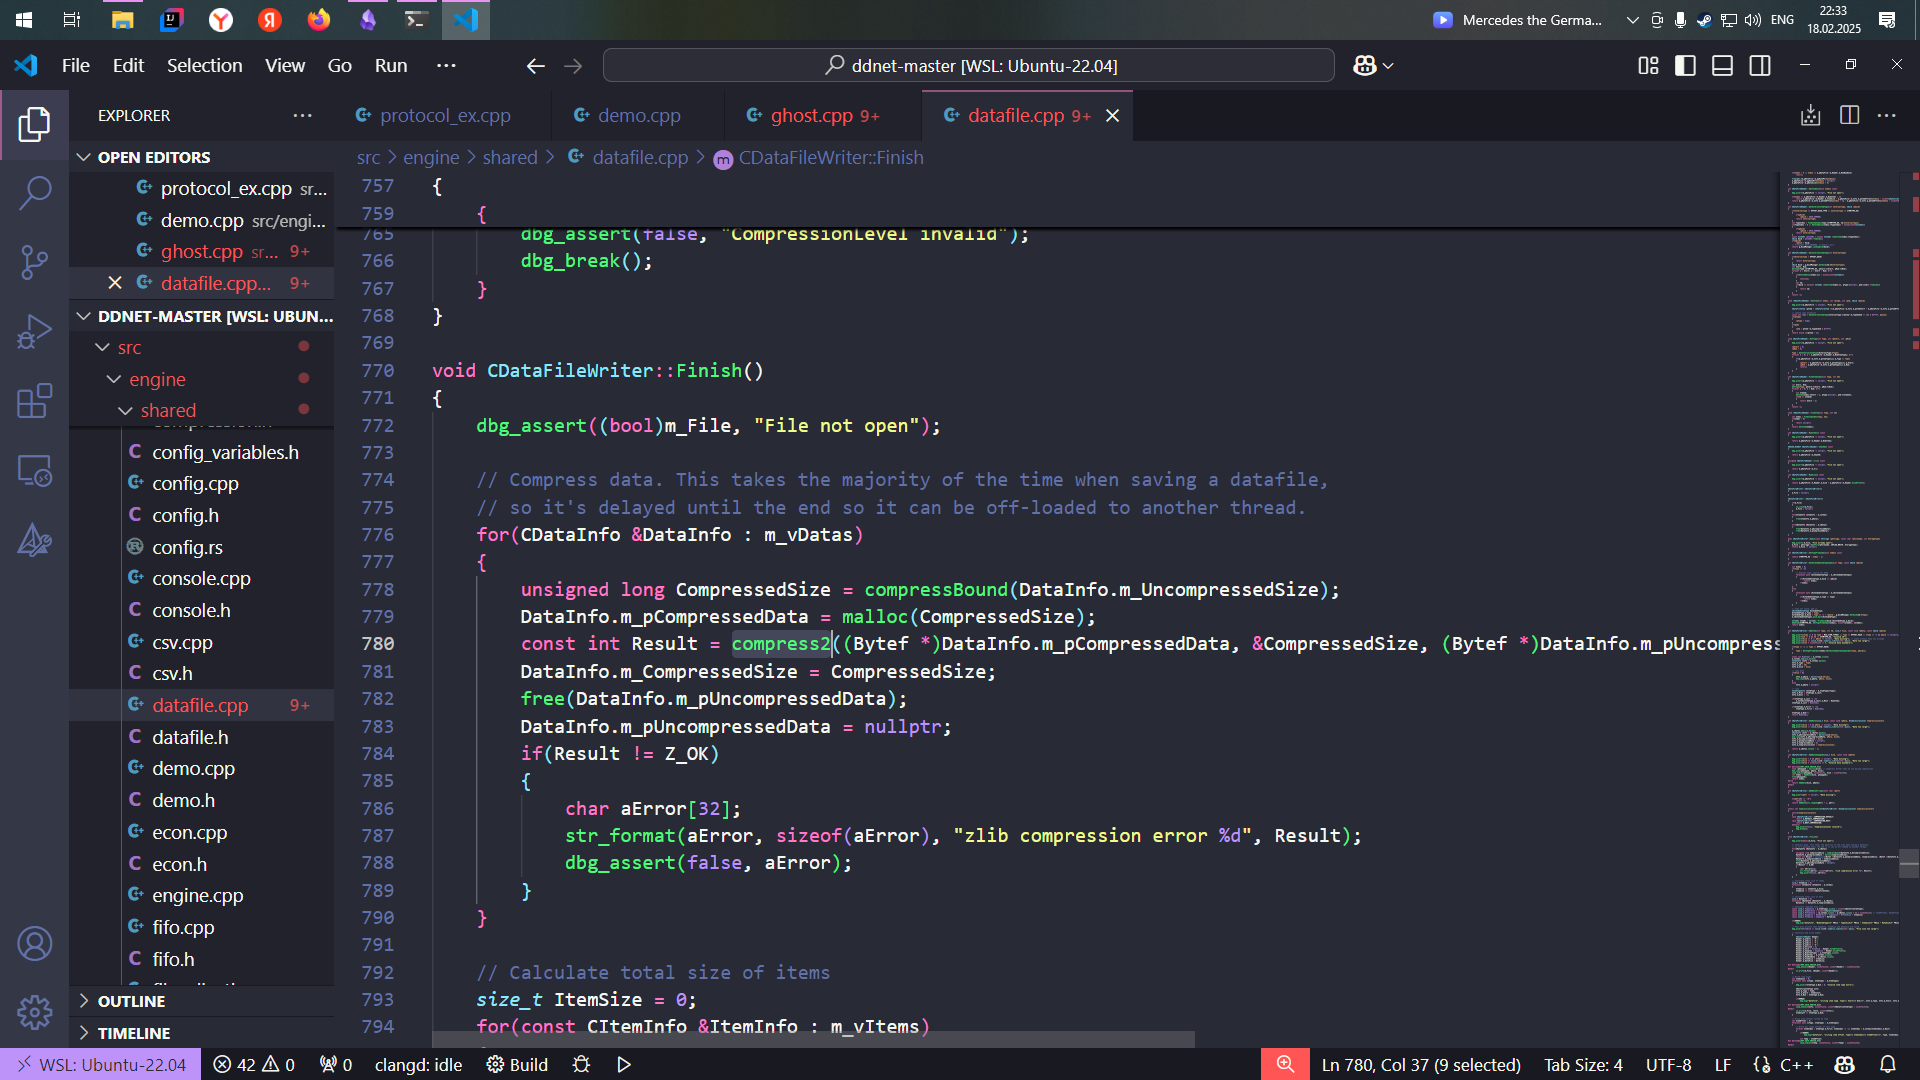 Mercedes the Germa...
ENG
22:33
18.02.2025
File Edit Selection View Go Run ...
ddnet-master [WSL: Ubuntu-22.04]
EXPLORER
protocol_ex.cpp
demo.cpp
ghost.cpp 9+
datafile.cpp 9+
src > engine > shared > datafile.cpp > CDataFileWriter::Finish
OPEN EDITORS
protocol_ex.cpp sr...
demo.cpp src/engi...
ghost.cpp sr... 9+
datafile.cpp... 9+
DDNET-MASTER [WSL: UBUN...
src
engine
shared
config_variables.h
config.cpp
config.h
config.rs
console.cpp
console.h
csv.cpp
csv.h
datafile.cpp 9+
datafile.h
demo.cpp
demo.h
econ.cpp
econ.h
engine.cpp
fifo.cpp
fifo.h
OUTLINE
TIMELINE
757 {
759 {
765 dbg_assert(false, "CompressionLevel invalid");
766 dbg_break();
767 }
768 }
769
770 void CDataFileWriter::Finish()
771 {
772 dbg_assert((bool)m_File, "File not open");
773
774 // Compress data. This takes the majority of the time when saving a datafile,
775 // so it's delayed until the end so it can be off-loaded to another thread.
776 for(CDataInfo &DataInfo : m_vDatas)
777 {
778 unsigned long CompressedSize = compressBound(DataInfo.m_UncompressedSize);
779 DataInfo.m_pCompressedData = malloc(CompressedSize);
780 const int Result = compress2((Bytef *)DataInfo.m_pCompressedData, &CompressedSize, (Bytef *)DataInfo.m_pUncompress
781 DataInfo.m_CompressedSize = CompressedSize;
782 free(DataInfo.m_pUncompressedData);
783 DataInfo.m_pUncompressedData = nullptr;
784 if(Result != Z_OK)
785 {
786 char aError[32];
787 str_format(aError, sizeof(aError), "zlib compression error %d", Result);
788 dbg_assert(false, aError);
789 }
790 }
791
792 // Calculate total size of items
793 size_t ItemSize = 0;
794 for(const CItemInfo &ItemInfo : m_vItems)
WSL: Ubuntu-22.04
42 0
0
clangd: idle
Build
Ln 780, Col 37 (9 selected)
Tab Size: 4
UTF-8
LF
C++